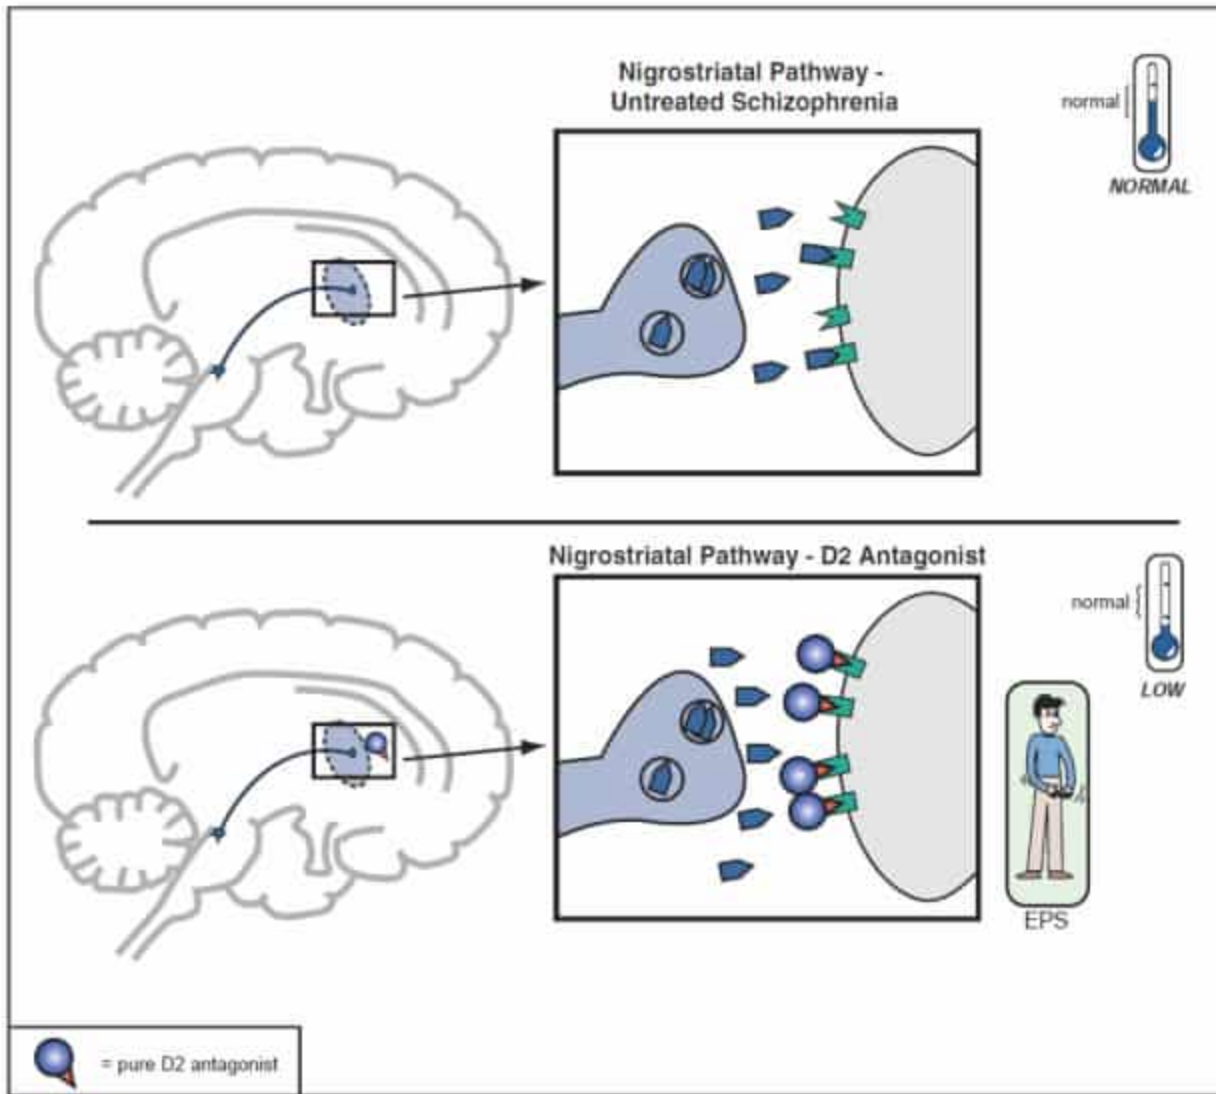 Nigrostriatal Pathway -
Untreated Schizophrenia
normal
NORMAL
Nigrostriatal Pathway - D2 Antagonist
normal
LOW
EPS
= pure D2 antagonist